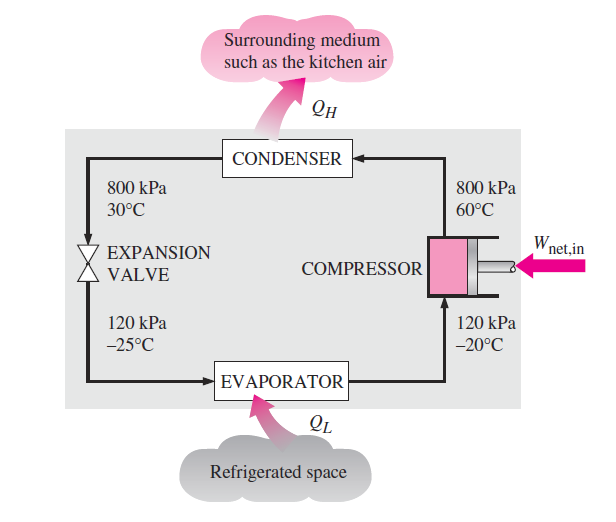 Surrounding medium
such as the kitchen air
QH
CONDENSER
800 kPa
30°C
800 kPa
60°C
EXPANSION
VALVE
COMPRESSOR
Wnet,in
120 kPa
–25°C
120 kPa
–20°C
EVAPORATOR
QL
Refrigerated space